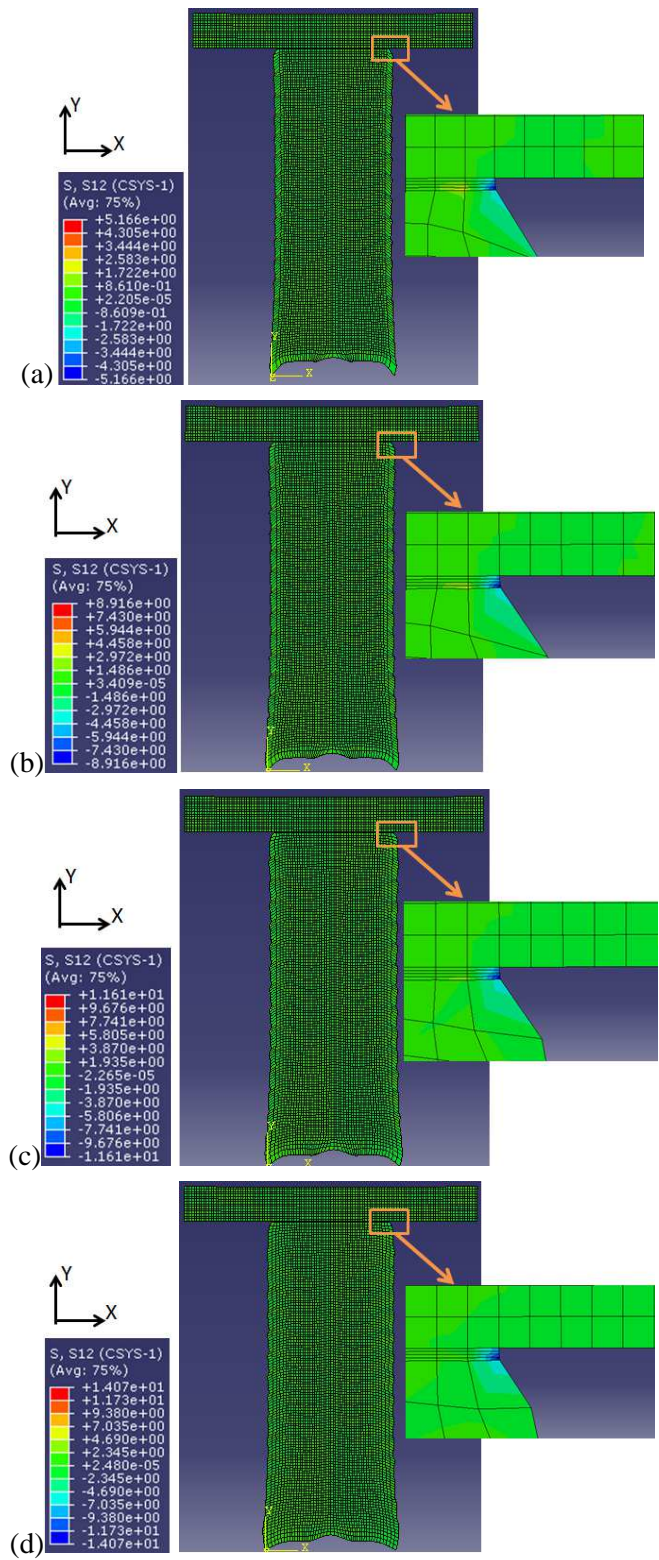 Y
X
S, S12 (CSYS-1)
(Avg: 75%)
+5.166e+00
+4.305e+00
+3.444e+00
+2.583e+00
+1.722e+00
+8.610e-01
+2.205e-05
-8.609e-01
-1.722e+00
-2.583e+00
-3.444e+00
-4.305e+00
-5.166e+00
Y
Z X
(a)
Y
X
S, S12 (CSYS-1)
(Avg: 75%)
+8.916e+00
+7.430e+00
+5.944e+00
+4.458e+00
+2.972e+00
+1.486e+00
+3.409e-05
-1.486e+00
-2.972e+00
-4.458e+00
-5.944e+00
-7.430e+00
-8.916e+00
Y
Z X
(b)
Y
X
S, S12 (CSYS-1)
(Avg: 75%)
+1.161e+01
+9.676e+00
+7.741e+00
+5.805e+00
+3.870e+00
+1.935e+00
-2.265e-05
-1.935e+00
-3.870e+00
-5.806e+00
-7.741e+00
-9.676e+00
-1.161e+01
Y
Z X
(c)
Y
X
S, S12 (CSYS-1)
(Avg: 75%)
+1.407e+01
+1.173e+01
+9.380e+00
+7.035e+00
+4.690e+00
+2.345e+00
+2.480e-05
-2.345e+00
-4.690e+00
-7.035e+00
-9.380e+00
-1.173e+01
-1.407e+01
Y
Z X
(d)